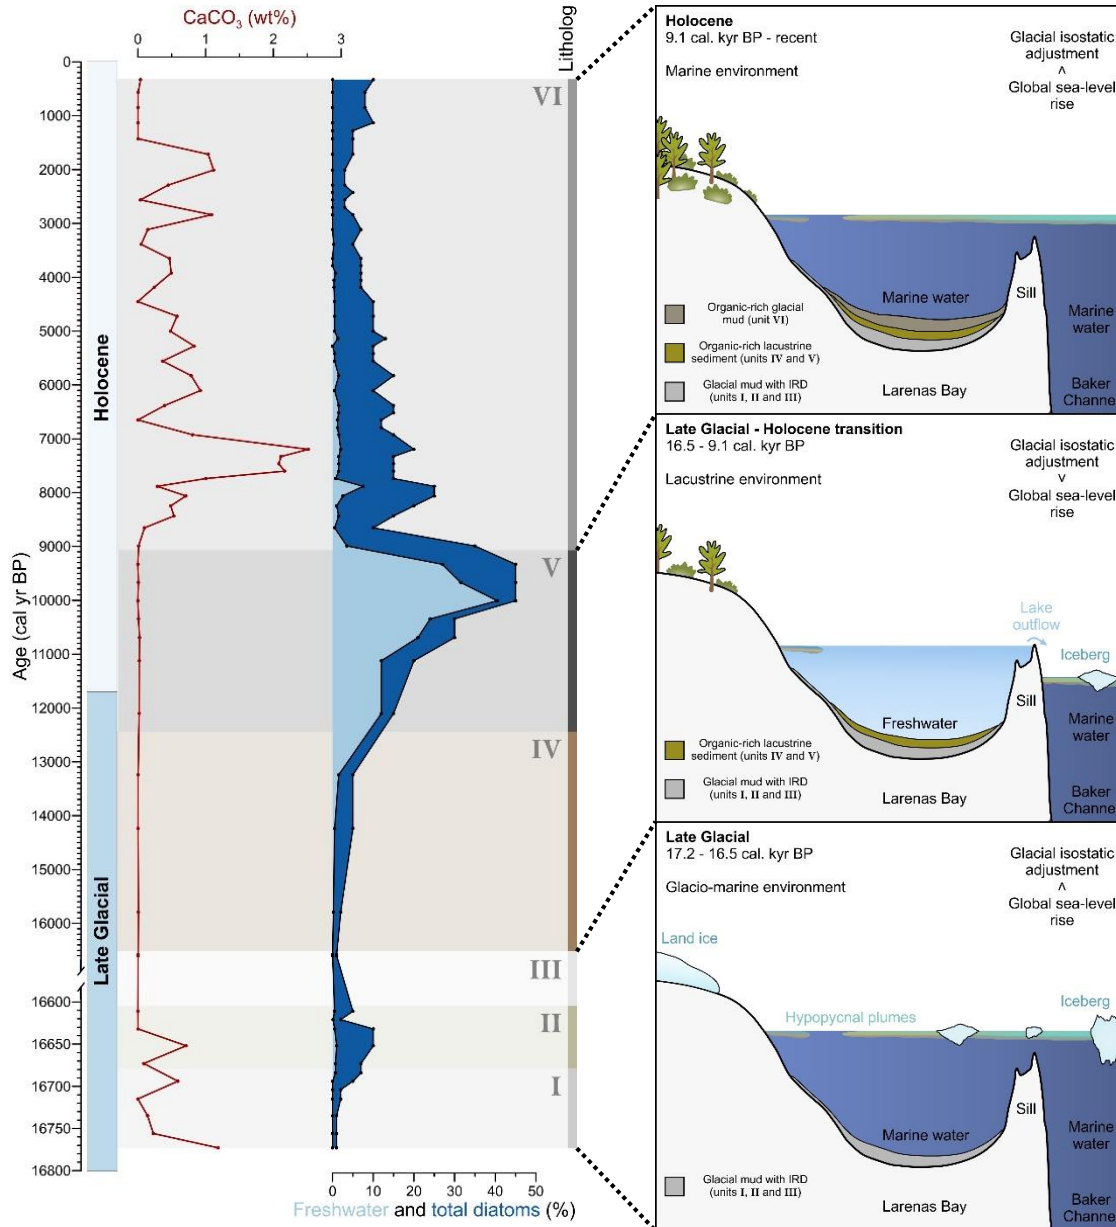 CaCO3 (wt%)
0 1 2 3
Litholog
0
1000
2000
3000
4000
5000
6000
7000
8000
9000
10000
11000
12000
13000
14000
15000
16000
16600
16650
16700
16750
16800
Age (cal yr BP)
Holocene
Late Glacial
VI
V
IV
III
II
I
0 10 20 30 40 50
Freshwater and total diatoms (%)
Holocene
9.1 cal. kyr BP - recent
Marine environment
Glacial isostatic
adjustment
^
Global sea-level
rise
Marine water
Sill
Marine
water
Baker
Channel
Larenas Bay
Organic-rich glacial
mud (unit VI)
Organic-rich lacustrine
sediment (units IV and V)
Glacial mud with IRD
(units I, II and III)
Late Glacial - Holocene transition
16.5 - 9.1 cal. kyr BP
Lacustrine environment
Glacial isostatic
adjustment
v
Global sea-level
rise
Lake
outflow
Iceberg
Freshwater
Sill
Marine
water
Baker
Channel
Larenas Bay
Organic-rich lacustrine
sediment (units IV and V)
Glacial mud with IRD
(units I, II and III)
Late Glacial
17.2 - 16.5 cal. kyr BP
Glacio-marine environment
Glacial isostatic
adjustment
^
Global sea-level
rise
Land ice
Hypopycnal plumes
Iceberg
Marine water
Sill
Marine
water
Baker
Channel
Larenas Bay
Glacial mud with IRD
(units I, II and III)